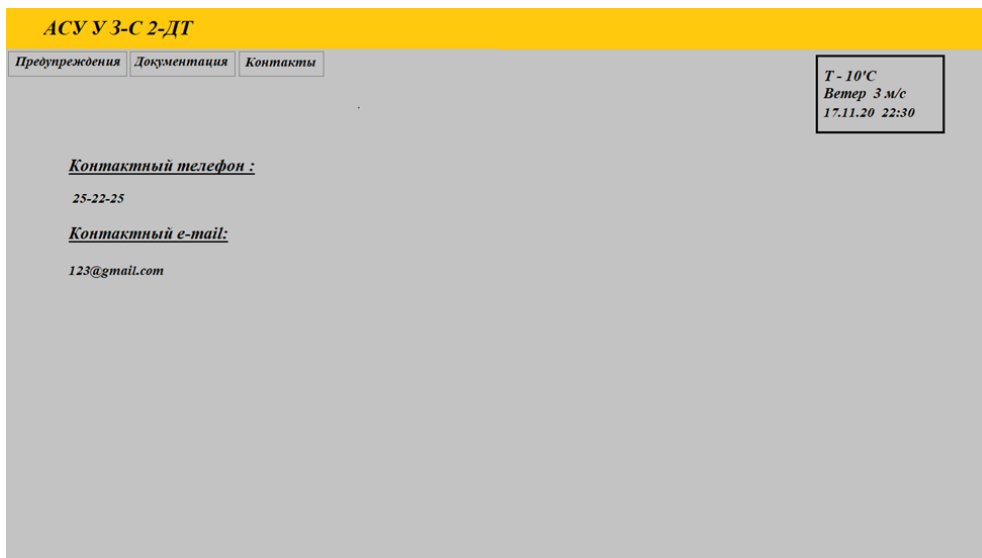 АСУ У З-С 2-ДТ
Предупреждения Документация Контакты
T - 10'C
Ветер 3 м/с
17.11.20 22:30
Контактный телефон :
25-22-25
Контактный e-mail:
123@gmail.com